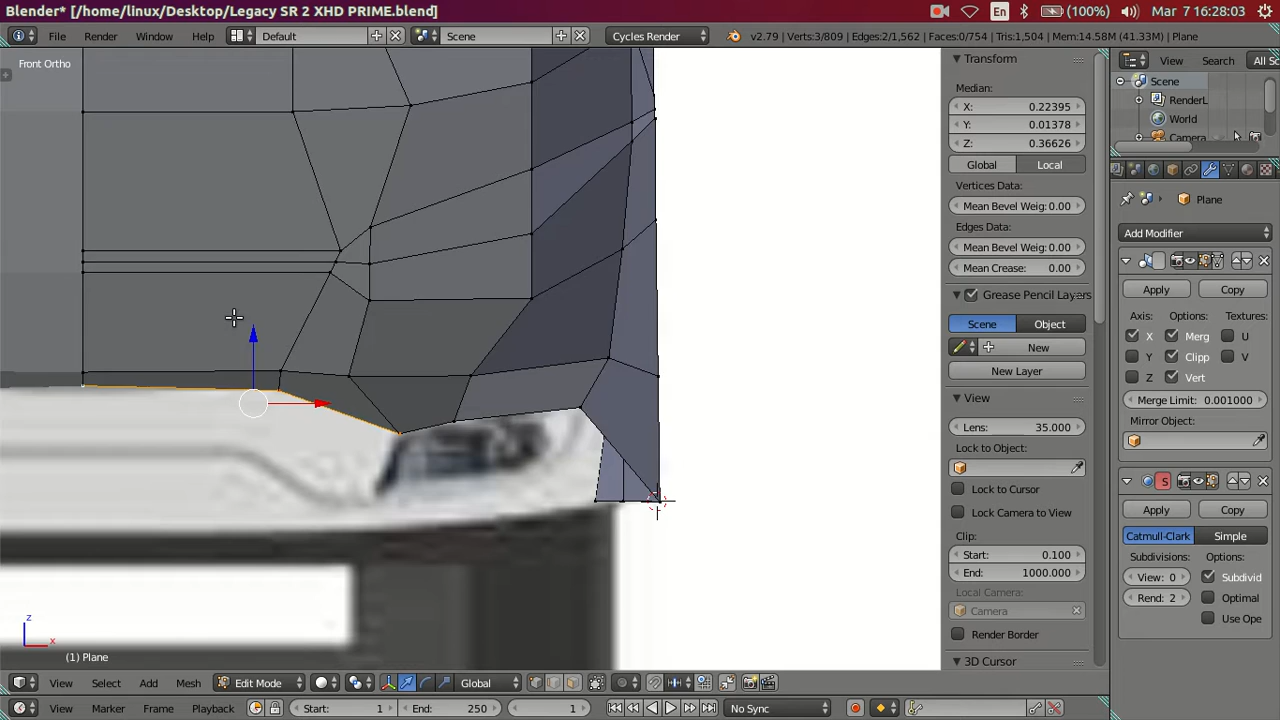 Blender* [/home/linux/Desktop/Legacy SR 2 XHD PRIME.blend]
En (100%) Mar 7 16:28:03
File Render Window Help Default Scene Cycles Render v2.79 | Verts:3/809 | Edges:2/1,562 | Faces:0/754 | Tris:1,504 | Mem:14.58M (41.33M) | Plane
Front Ortho
(1) Plane
z
x
Transform
Median:
X: 0.22395
Y: 0.01378
Z: 0.36626
Global Local
Vertices Data:
Mean Bevel Weig: 0.00
Edges Data:
Mean Bevel Weig: 0.00
Mean Crease: 0.00
Grease Pencil Layers
Scene Object
New
New Layer
View
Lens: 35.000
Lock to Object:
Lock to Cursor
Lock Camera to View
Clip:
Start: 0.100
End: 1000.000
Local Camera:
Camera
Render Border
3D Cursor
View Search All Sc
Scene
RenderL
World
Camera
Plane
Add Modifier
Apply Copy
Axis: Options: Textures:
X Merg U
Y Clipp V
Z Vert
Merge Limit: 0.001000
Mirror Object:
S
Apply Copy
Catmull-Clark Simple
Subdivisions: Options:
View: 0 Subdivid
Rend: 2 Optimal
Use Ope
View Select Add Mesh Edit Mode Global
View Marker Frame Playback Start: 1 End: 250 1 No Sync